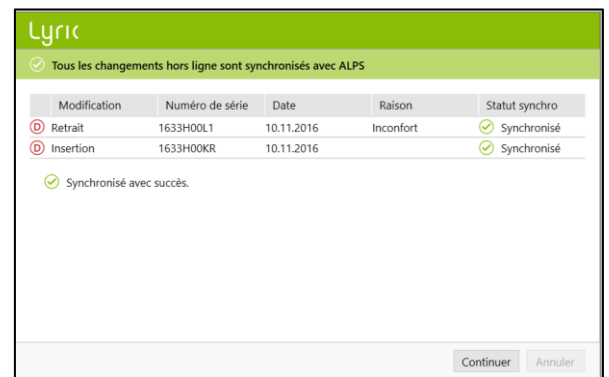 Lyric
Tous les changements hors ligne sont synchronisés avec ALPS
Modification Numéro de série Date Raison Statut synchro
D Retrait 1633H00L1 10.11.2016 Inconfort Synchronisé
D Insertion 1633H00KR 10.11.2016 Synchronisé
Synchronisé avec succès.
Continuer Annuler